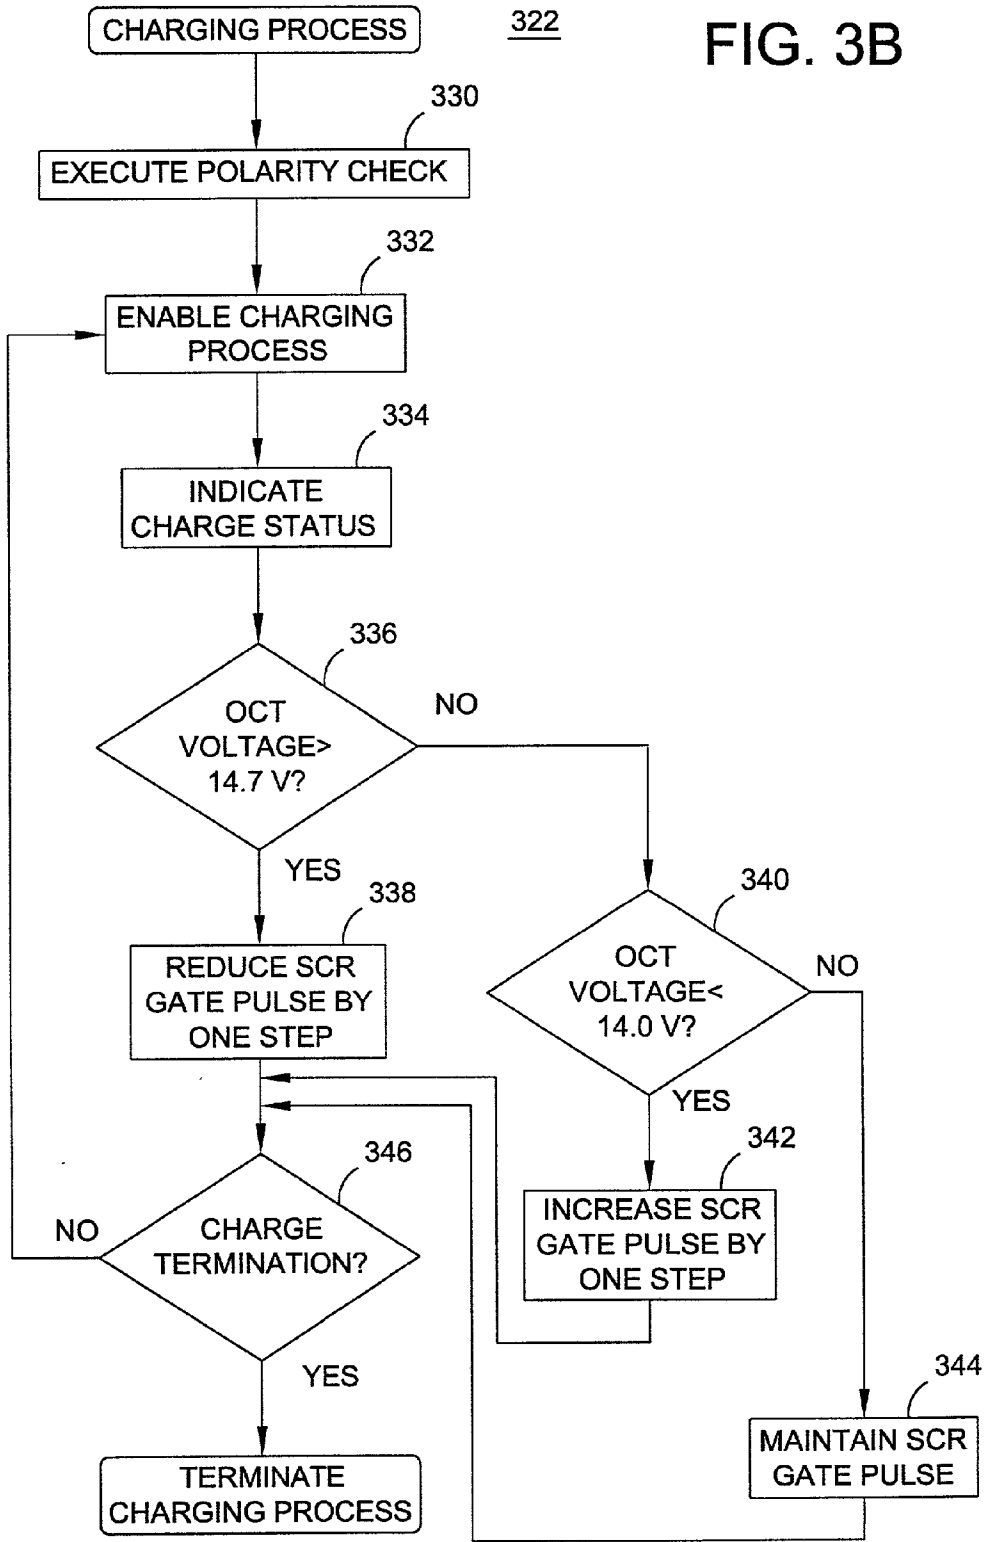 CHARGING PROCESS
322
FIG. 3B
330
EXECUTE POLARITY CHECK
332
ENABLE CHARGING
PROCESS
334
INDICATE
CHARGE STATUS
336
OCT
VOLTAGE>
14.7 V?
NO
YES
338
REDUCE SCR
GATE PULSE BY
ONE STEP
340
OCT
VOLTAGE<
14.0 V?
NO
YES
342
INCREASE SCR
GATE PULSE BY
ONE STEP
344
MAINTAIN SCR
GATE PULSE
346
CHARGE
TERMINATION?
NO
YES
TERMINATE
CHARGING PROCESS